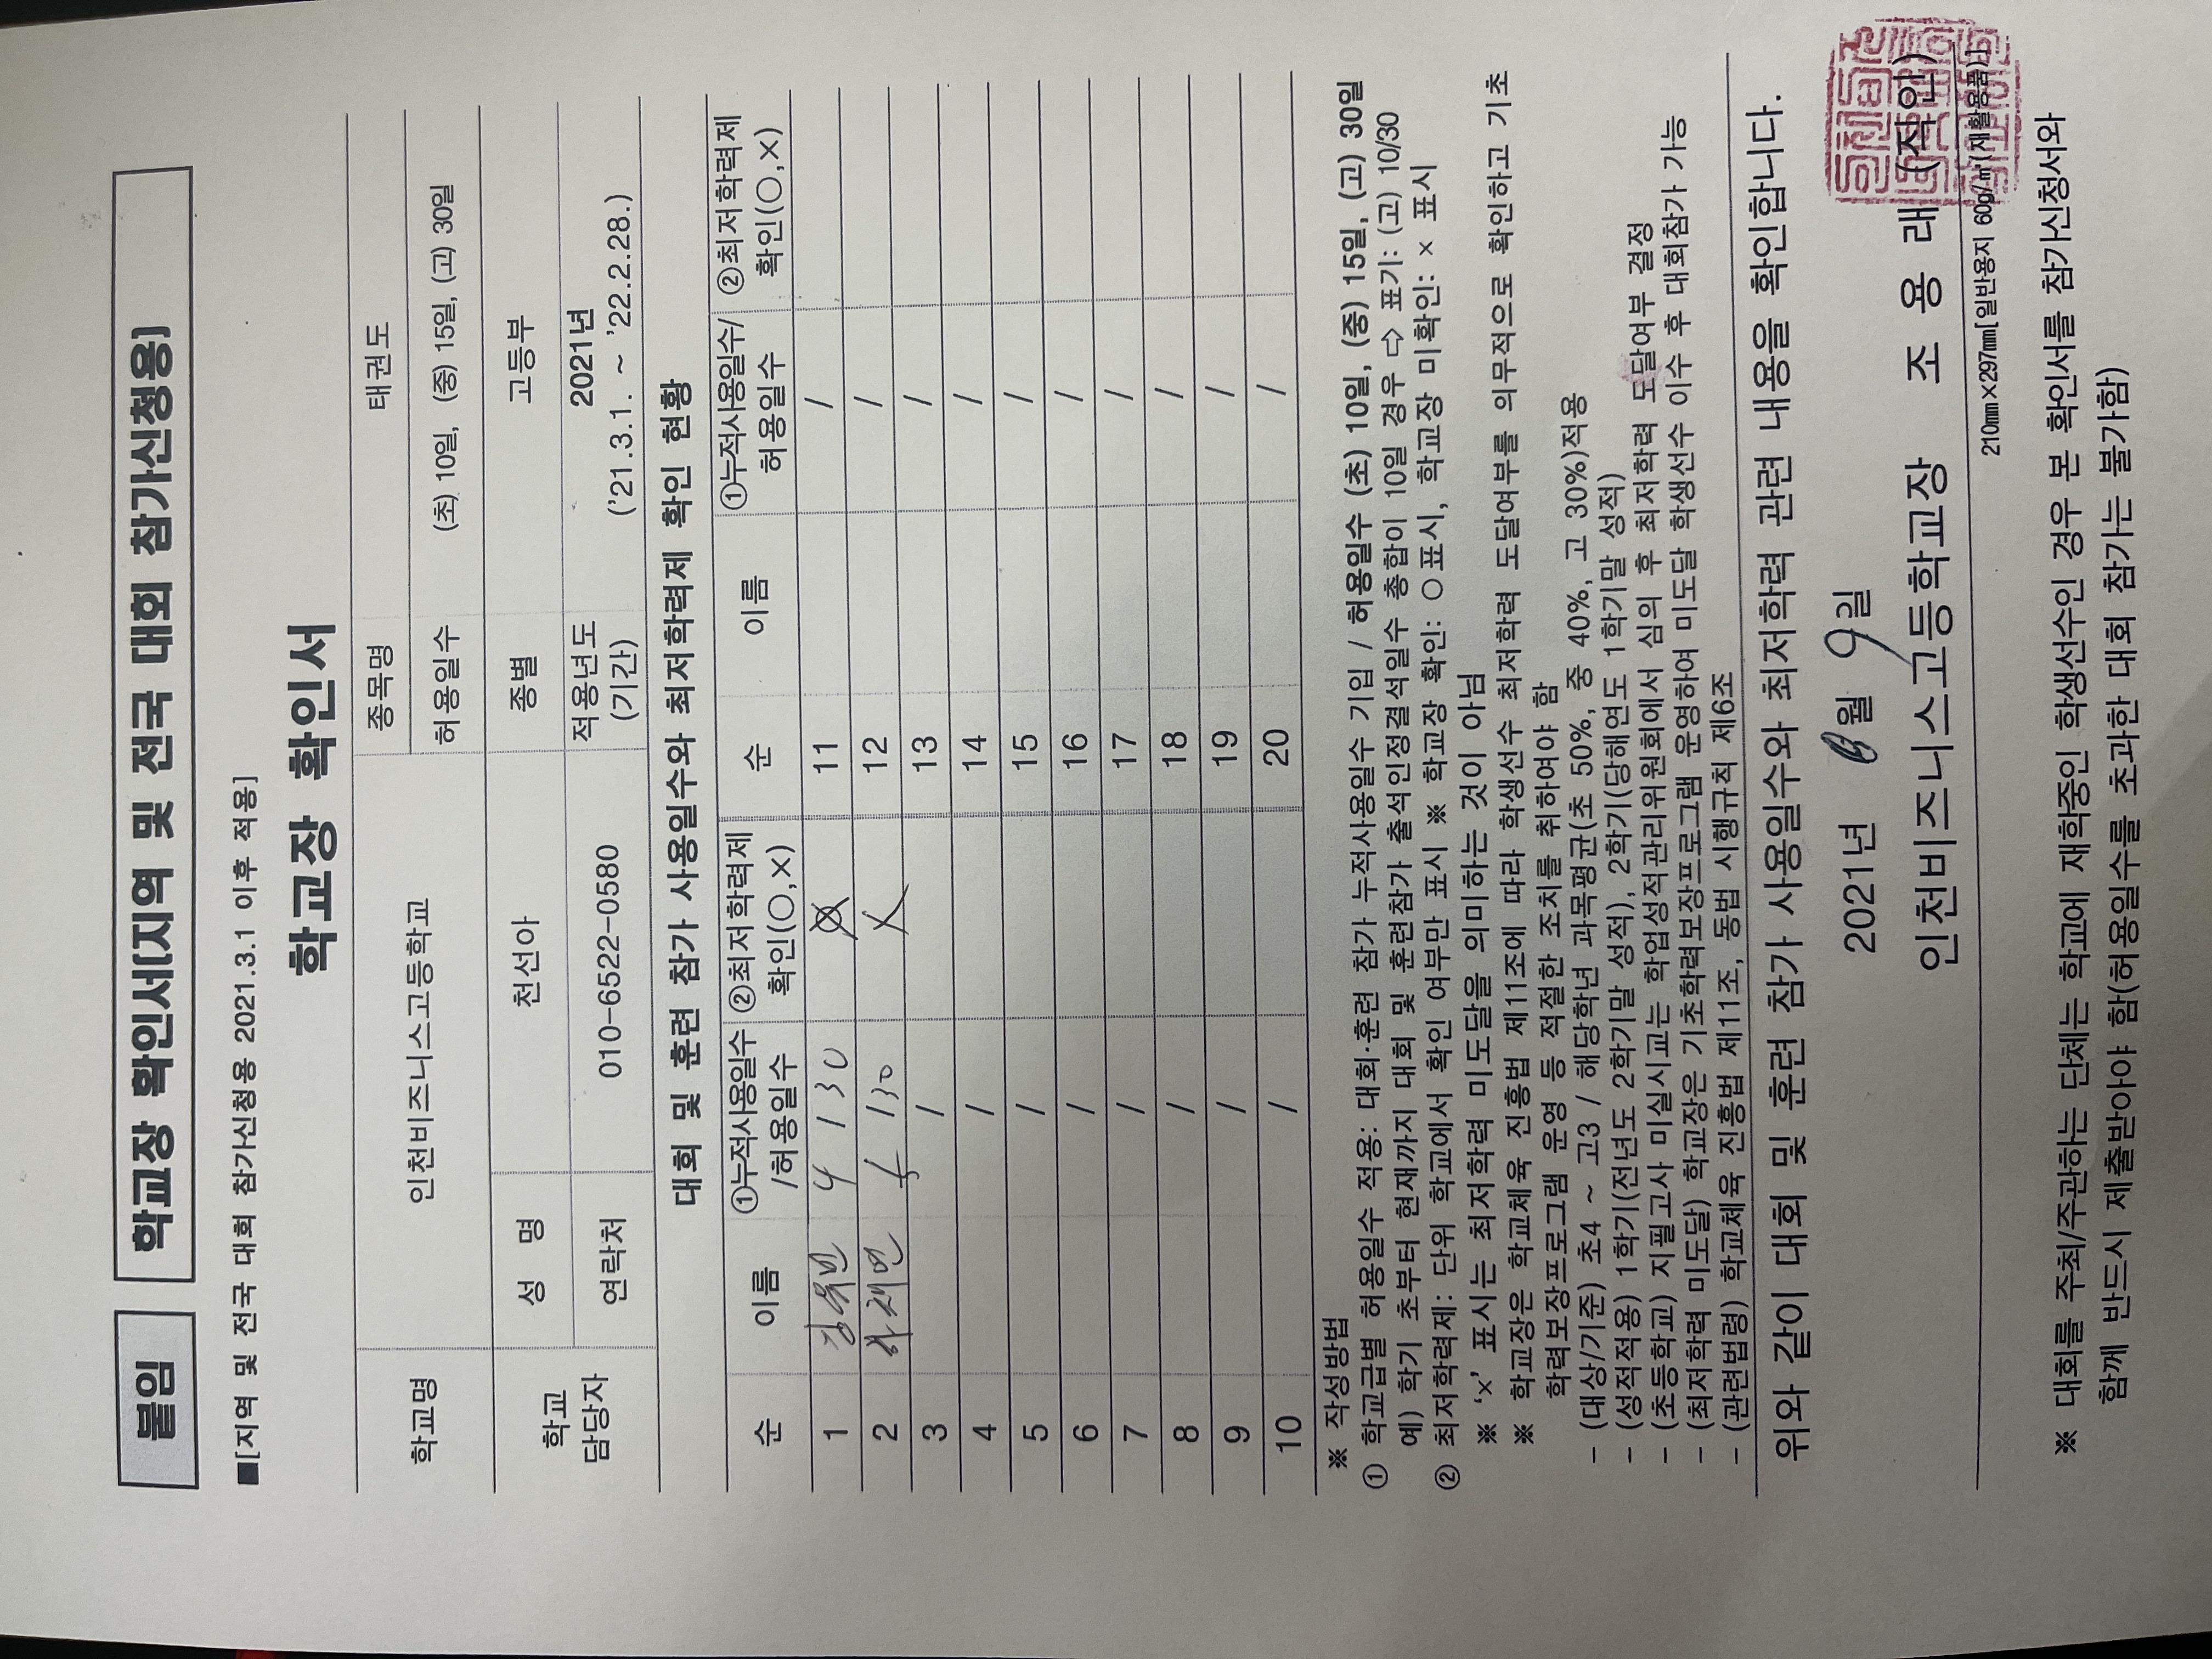 붙임 학교장 확인서[지역 및 전국 대회 참가신청용]
■[지역 및 전국 대회 참가신청용 2021.3.1 이후 적용]
학교장 확인서
학교명 인천비즈니스고등학교 종목명 태권도
허용일수 (초) 10일, (중) 15일, (고) 30일
학교 담당자 성 명 천선아 종별 고등부
연락처 010-6522-0580 적용년도 (기간) 2021년 ('21.3.1. ~ '22.2.28.)
대회 및 훈련 참가 사용일수와 최저학력제 확인 현황
순 이름 ①누적사용일수/허용일수 ②최저학력제 확인(○,×) 순 이름 ①누적사용일수/허용일수 ②최저학력제 확인(○,×)
1 4 / 30 11 /
2 / 30 × 12 /
3 / 13 /
4 / 14 /
5 / 15 /
6 / 16 /
7 / 17 /
8 / 18 /
9 / 19 /
10 / 20 /
※ 작성방법
① 학교급별 허용일수 적용: 대회·훈련 참가 누적사용일수 기입 / 허용일수 (초) 10일, (중) 15일, (고) 30일
예) 학기 초부터 현재까지 대회 및 훈련참가 출석인정결석일수 총합이 10일 경우 ⇨ 표기: (고) 10/30
② 최저학력제: 단위 학교에서 확인 여부만 표시 ※ 학교장 확인: ○표시, 학교장 미확인: × 표시
※ '×' 표시는 최저학력 미도달을 의미하는 것이 아님
※ 학교장은 학교체육 진흥법 제11조에 따라 학생선수 최저학력 도달여부를 의무적으로 확인하고 기초
학력보장프로그램 운영 등 적절한 조치를 취하여야 함
- (대상/기준) 초4 ~ 고3 / 해당학년 과목평균(초 50%, 중 40%, 고 30%)적용
- (성적적용) 1학기(전년도 2학기말 성적), 2학기(당해연도 1학기말 성적)
- (초등학교) 지필고사 미실시교는 학업성적관리위원회에서 심의 후 최저학력 도달여부 결정
- (최저학력 미도달) 학교장은 기초학력보장프로그램 운영하여 미도달 학생선수 이수 후 대회참가 가능
- (관련법령) 학교체육 진흥법 제11조, 동법 시행규칙 제6조
위와 같이 대회 및 훈련 참가 사용일수와 최저학력 관련 내용을 확인합니다.
2021년 월 9일
인천비즈니스고등학교장 조 용 래 (직인)
210㎜×297㎜[일반용지 60g/㎡(재활용품)]
※ 대회를 주최/주관하는 단체는 학교에 재학중인 학생선수인 경우 본 확인서를 참가신청서와
함께 반드시 제출받아야 함(허용일수를 초과한 대회 참가는 불가함)